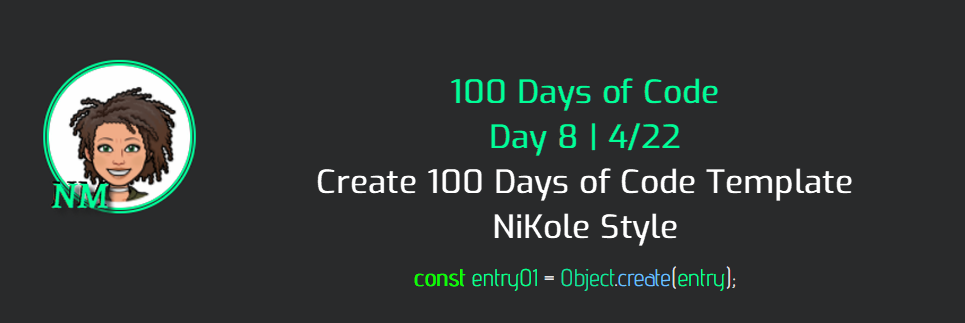 100 Days of Code
Day 8 | 4/22
Create 100 Days of Code Template
NiKole Style
NM
const entry01 = Object.create(entry);